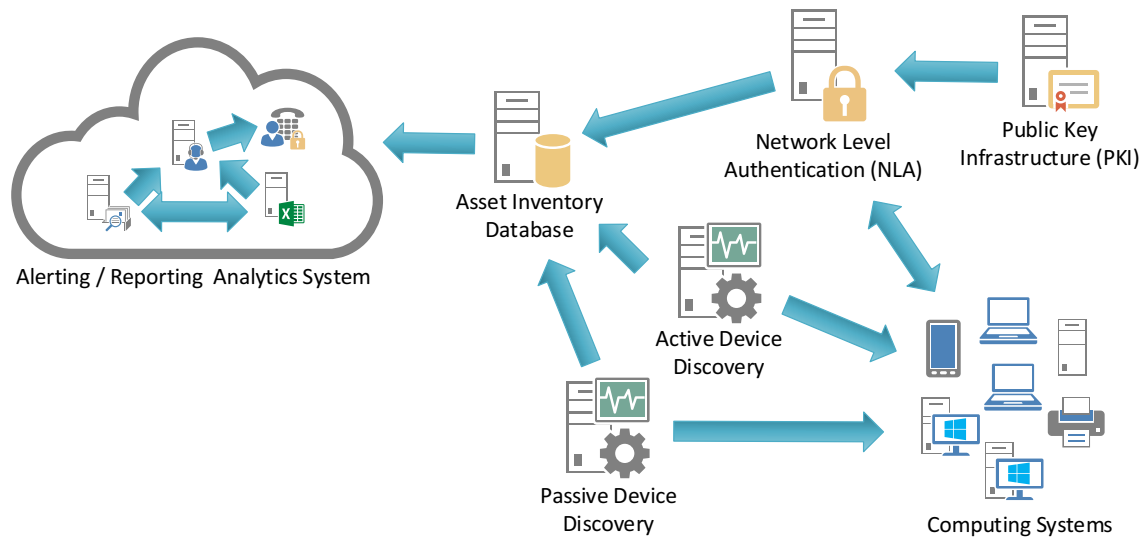 Alerting / Reporting  Analytics System
Asset Inventory
Database
Network Level
Authentication (NLA)
Public Key
Infrastructure (PKI)
Active Device
Discovery
Passive Device
Discovery
Computing Systems
X